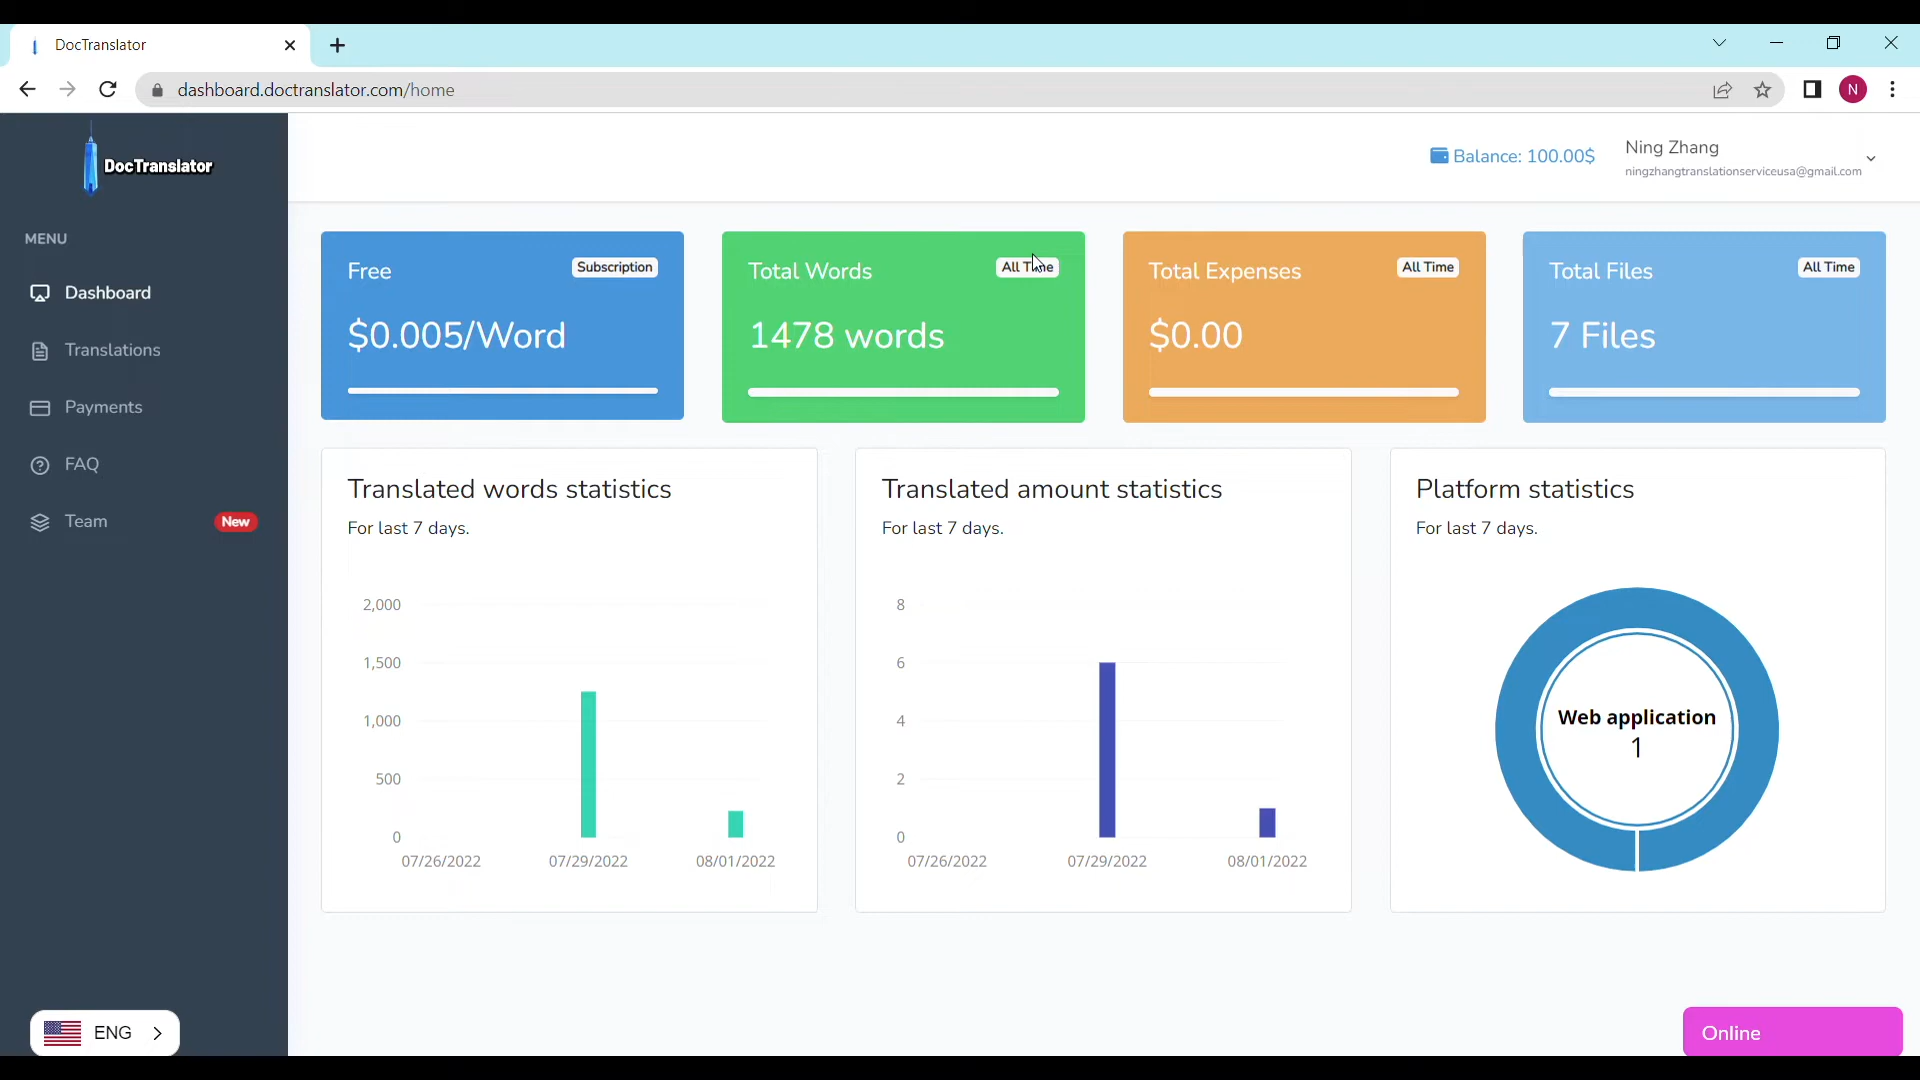 DocTranslator
dashboard.doctranslator.com/home
N
DocTranslator
Balance: 100.00$
Ning Zhang
ningzhangtranslationserviceusa@gmail.com
MENU
Dashboard
Translations
Payments
FAQ
Team New
Free Subscription
$0.005/Word
Total Words All Time
1478 words
Total Expenses All Time
$0.00
Total Files All Time
7 Files
Translated words statistics
For last 7 days.
2,000
1,500
1,000
500
0
07/26/2022 07/29/2022 08/01/2022
Translated amount statistics
For last 7 days.
8
6
4
2
0
07/26/2022 07/29/2022 08/01/2022
Platform statistics
For last 7 days.
Web application
1
ENG
Online